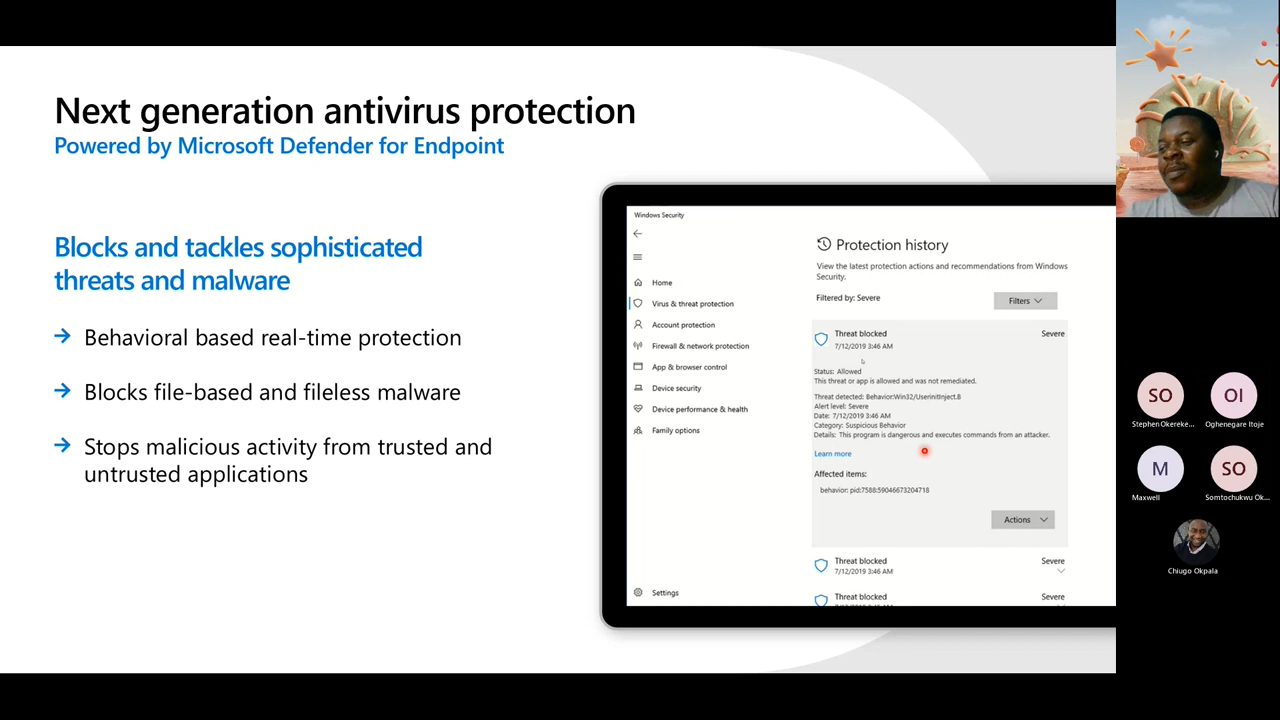 Next generation antivirus protection
Powered by Microsoft Defender for Endpoint
Blocks and tackles sophisticated
threats and malware
Behavioral based real-time protection
Blocks file-based and fileless malware
Stops malicious activity from trusted and
untrusted applications
Windows Security
Home
Virus & threat protection
Account protection
Firewall & network protection
App & browser control
Device security
Device performance & health
Family options
Settings
Protection history
View the latest protection actions and recommendations from Windows
Security.
Filtered by: Severe
Filters
Threat blocked
Severe
7/12/2019 3:46 AM
Status: Allowed
This threat or app is allowed and was not remediated.
Threat detected: Behavior:Win32/UserinitInject.B
Alert level: Severe
Date: 7/12/2019 3:46 AM
Category: Suspicious Behavior
Details: This program is dangerous and executes commands from an attacker.
Learn more
Affected items:
behavior: pid:7588:59046673204718
Actions
Threat blocked
Severe
7/12/2019 3:46 AM
Threat blocked
Severe
SO
OI
Stephen Okereke...
Oghenegare Itoje
M
SO
Maxwell
Somtochukwu Ok...
Chiugo Okpala